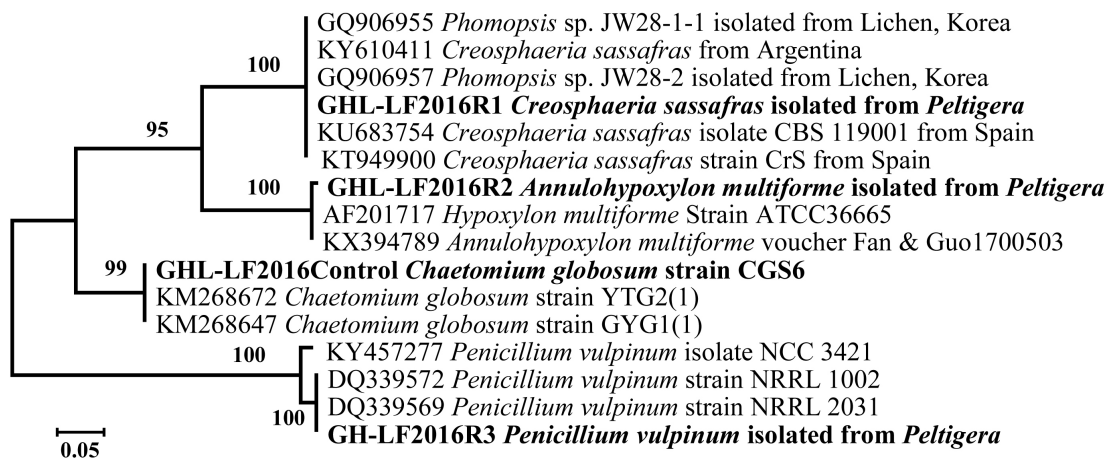 GQ906955 Phomopsis sp. JW28-1-1 isolated from Lichen, Korea
KY610411 Creosphaeria sassafras from Argentina
100
GQ906957 Phomopsis sp. JW28-2 isolated from Lichen, Korea
GHL-LF2016R1 Creosphaeria sassafras isolated from Peltigera
95
KU683754 Creosphaeria sassafras isolate CBS 119001 from Spain
KT949900 Creosphaeria sassafras strain CrS from Spain
100
GHL-LF2016R2 Annulohypoxylon multiforme isolated from Peltigera
AF201717 Hypoxylon multiforme Strain ATCC36665
KX394789 Annulohypoxylon multiforme voucher Fan & Guo1700503
99
GHL-LF2016Control Chaetomium globosum strain CGS6
KM268672 Chaetomium globosum strain YTG2(1)
KM268647 Chaetomium globosum strain GYG1(1)
100
KY457277 Penicillium vulpinum isolate NCC 3421
DQ339572 Penicillium vulpinum strain NRRL 1002
DQ339569 Penicillium vulpinum strain NRRL 2031
100
GH-LF2016R3 Penicillium vulpinum isolated from Peltigera
0.05